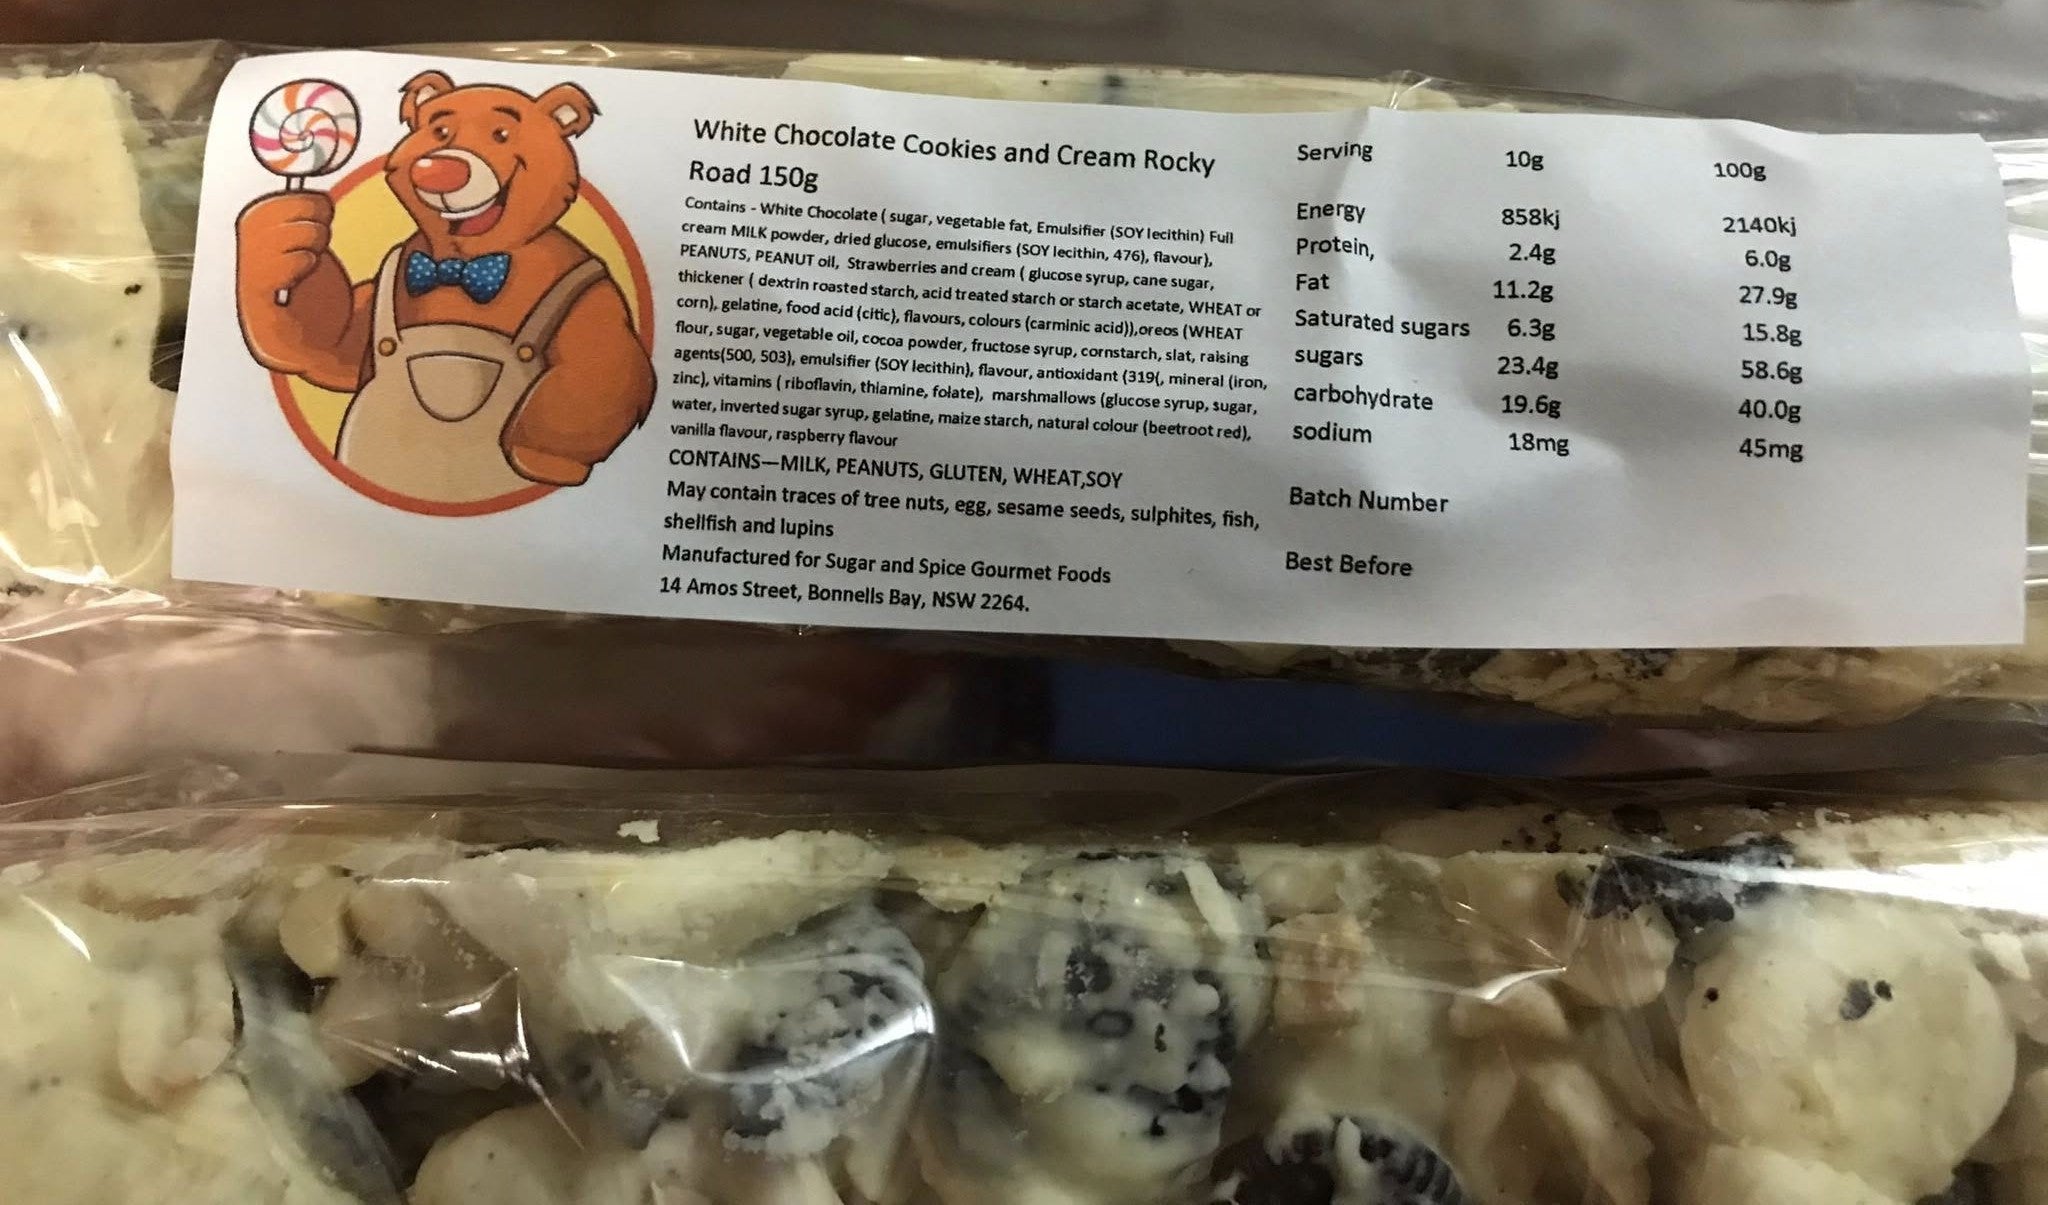 White Chocolate Cookies and Cream Rocky
Road 150g
Contains - White Chocolate ( sugar, vegetable fat, Emulsifier (SOY lecithin) Full
cream MILK powder, dried glucose, emulsifiers (SOY lecithin, 476), flavour),
PEANUTS, PEANUT oil, Strawberries and cream ( glucose syrup, cane sugar,
thickener ( dextrin roasted starch, acid treated starch or starch acetate, WHEAT or
corn), gelatine, food acid (citic), flavours, colours (carminic acid)),oreos (WHEAT
flour, sugar, vegetable oil, cocoa powder, fructose syrup, cornstarch, slat, raising
agents(500, 503), emulsifier (SOY lecithin), flavour, antioxidant (319(, mineral (iron,
zinc), vitamins ( riboflavin, thiamine, folate), marshmallows (glucose syrup, sugar,
water, inverted sugar syrup, gelatine, maize starch, natural colour (beetroot red),
vanilla flavour, raspberry flavour
CONTAINS—MILK, PEANUTS, GLUTEN, WHEAT,SOY
May contain traces of tree nuts, egg, sesame seeds, sulphites, fish,
shellfish and lupins
Manufactured for Sugar and Spice Gourmet Foods
14 Amos Street, Bonnells Bay, NSW 2264.
Serving 10g 100g
Energy 858kj 2140kj
Protein, 2.4g 6.0g
Fat 11.2g 27.9g
Saturated sugars 6.3g 15.8g
sugars 23.4g 58.6g
carbohydrate 19.6g 40.0g
sodium 18mg 45mg
Batch Number
Best Before